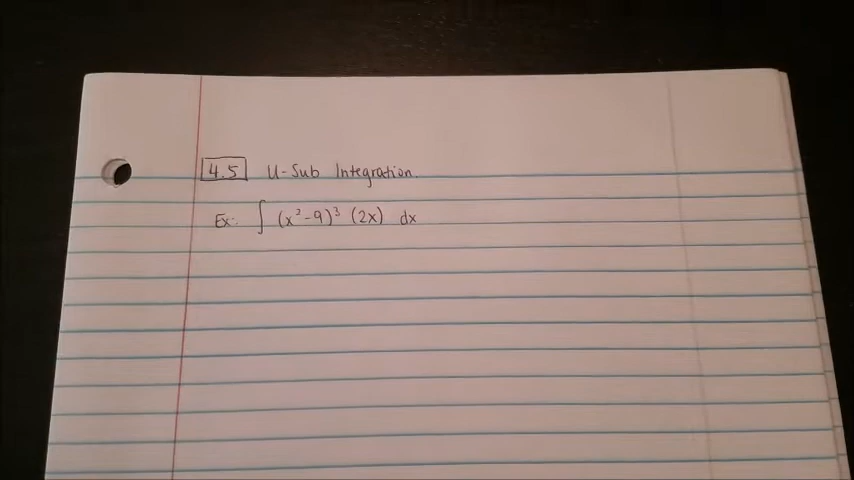 4.5 U-Sub Integration.
Ex: ∫ (x²-9)³ (2x) dx